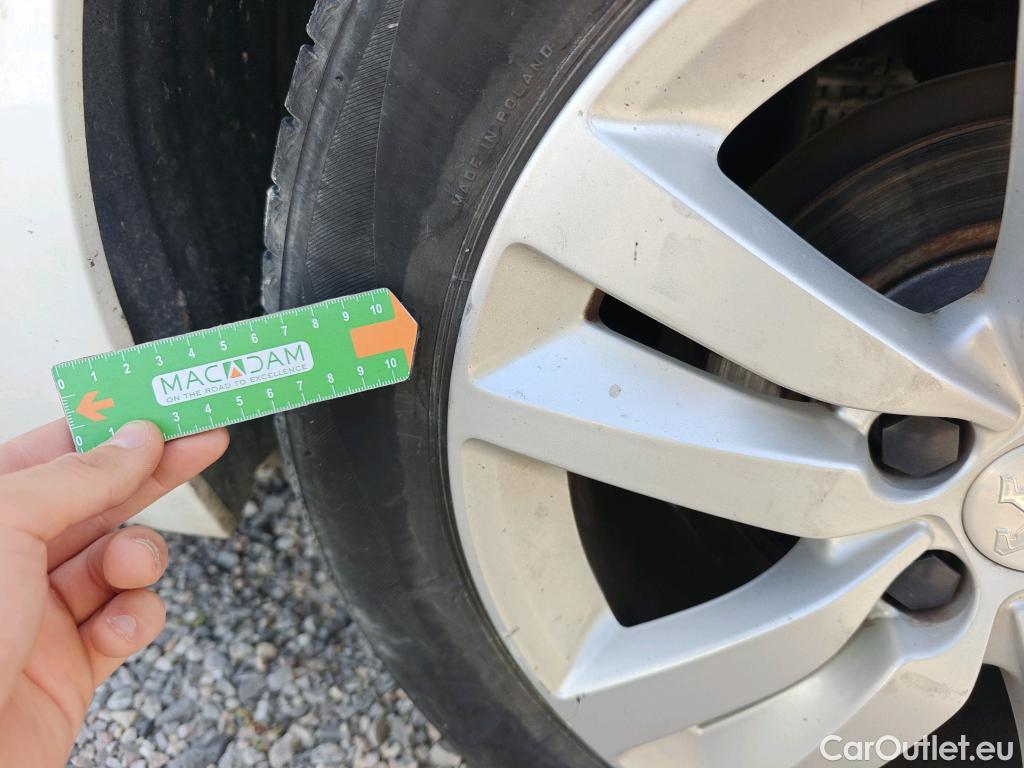 MADE IN POLAND
0 1 2 3 4 5 6 7 8 9 10
MACADAM
ON THE ROAD TO EXCELLENCE
0 1 3 4 5 6 7 8 9 10
CarOutlet.eu